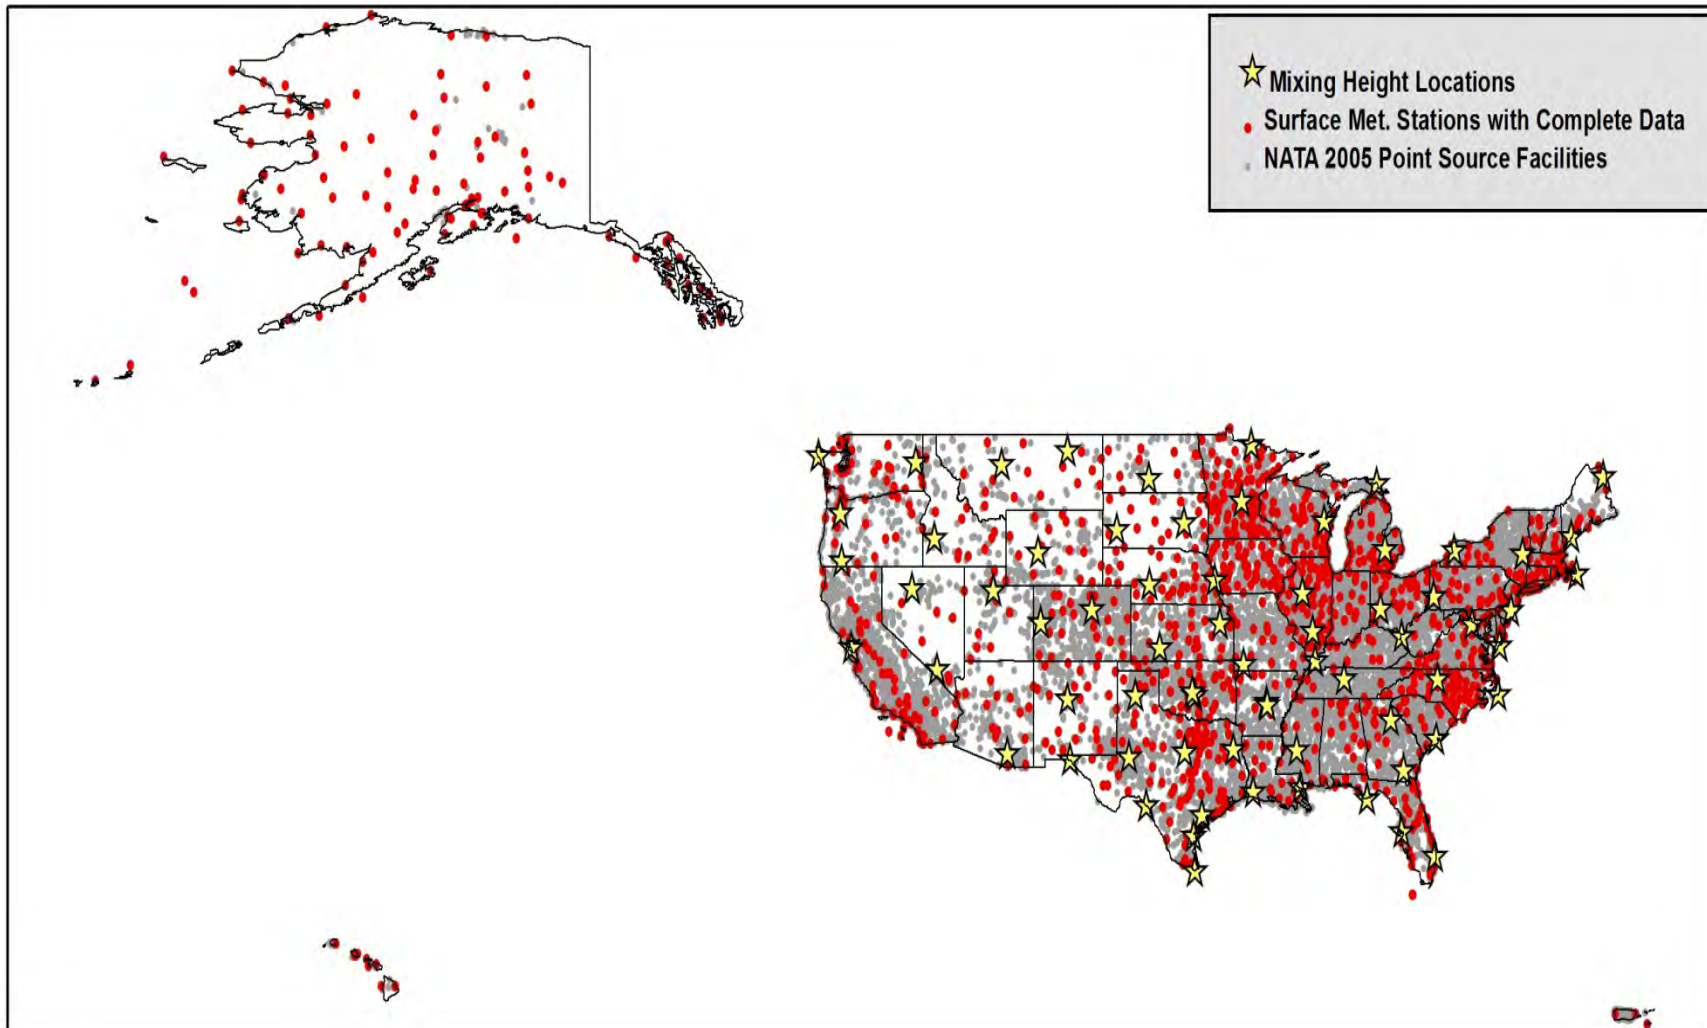 Mixing Height Locations
Surface Met. Stations with Complete Data
NATA 2005 Point Source Facilities